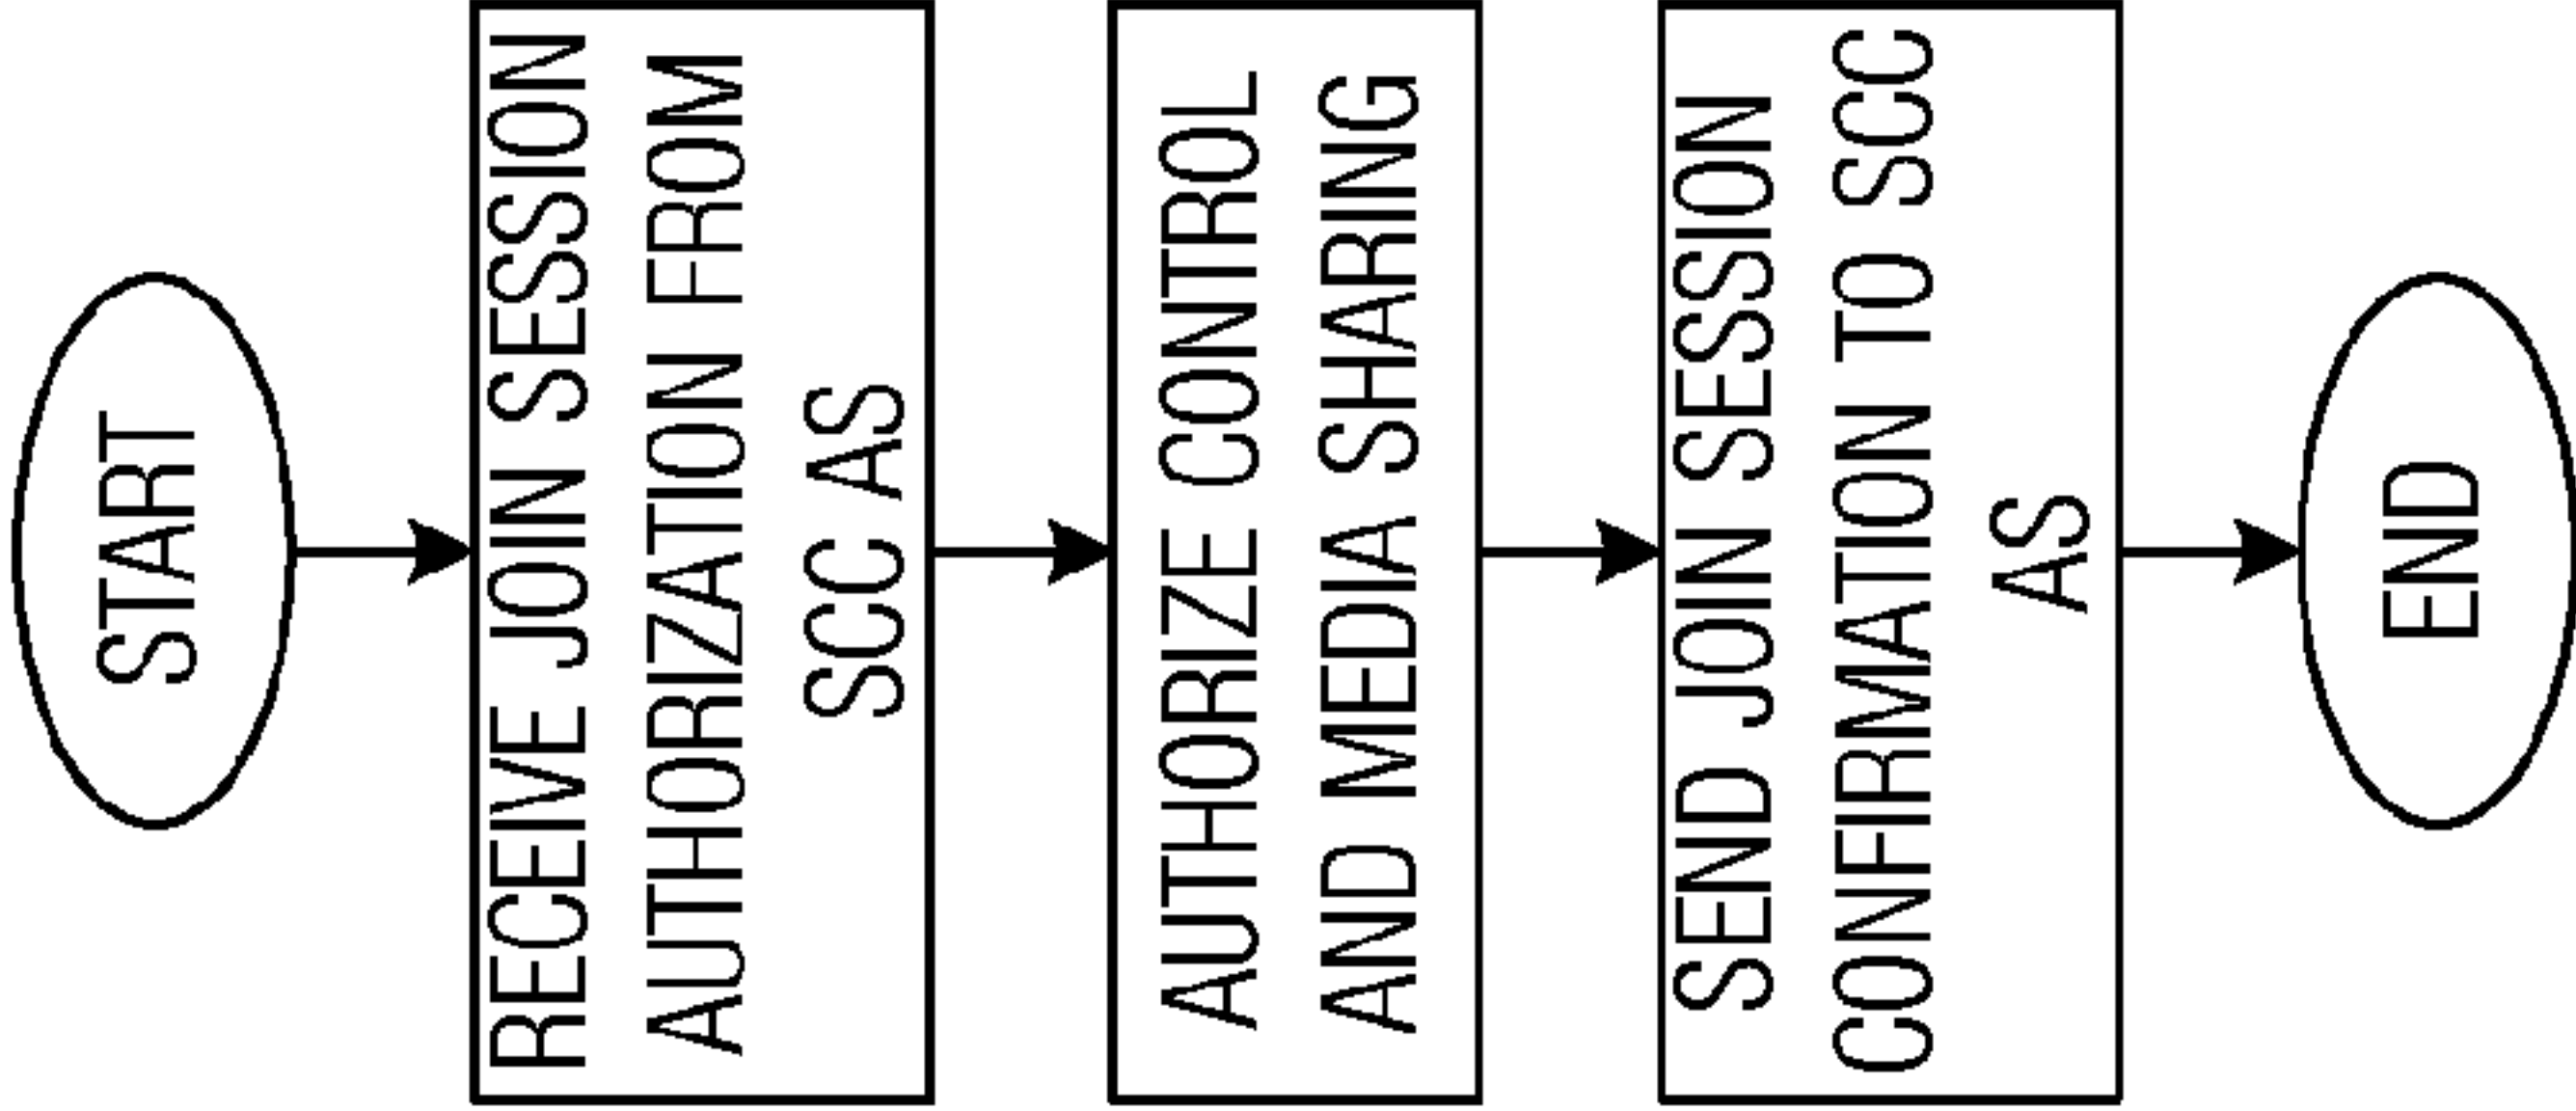 START
RECEIVE JOIN SESSION
AUTHORIZATION FROM
SCC AS
AUTHORIZE CONTROL
AND MEDIA SHARING
SEND JOIN SESSION
CONFIRMATION TO SCC
AS
END